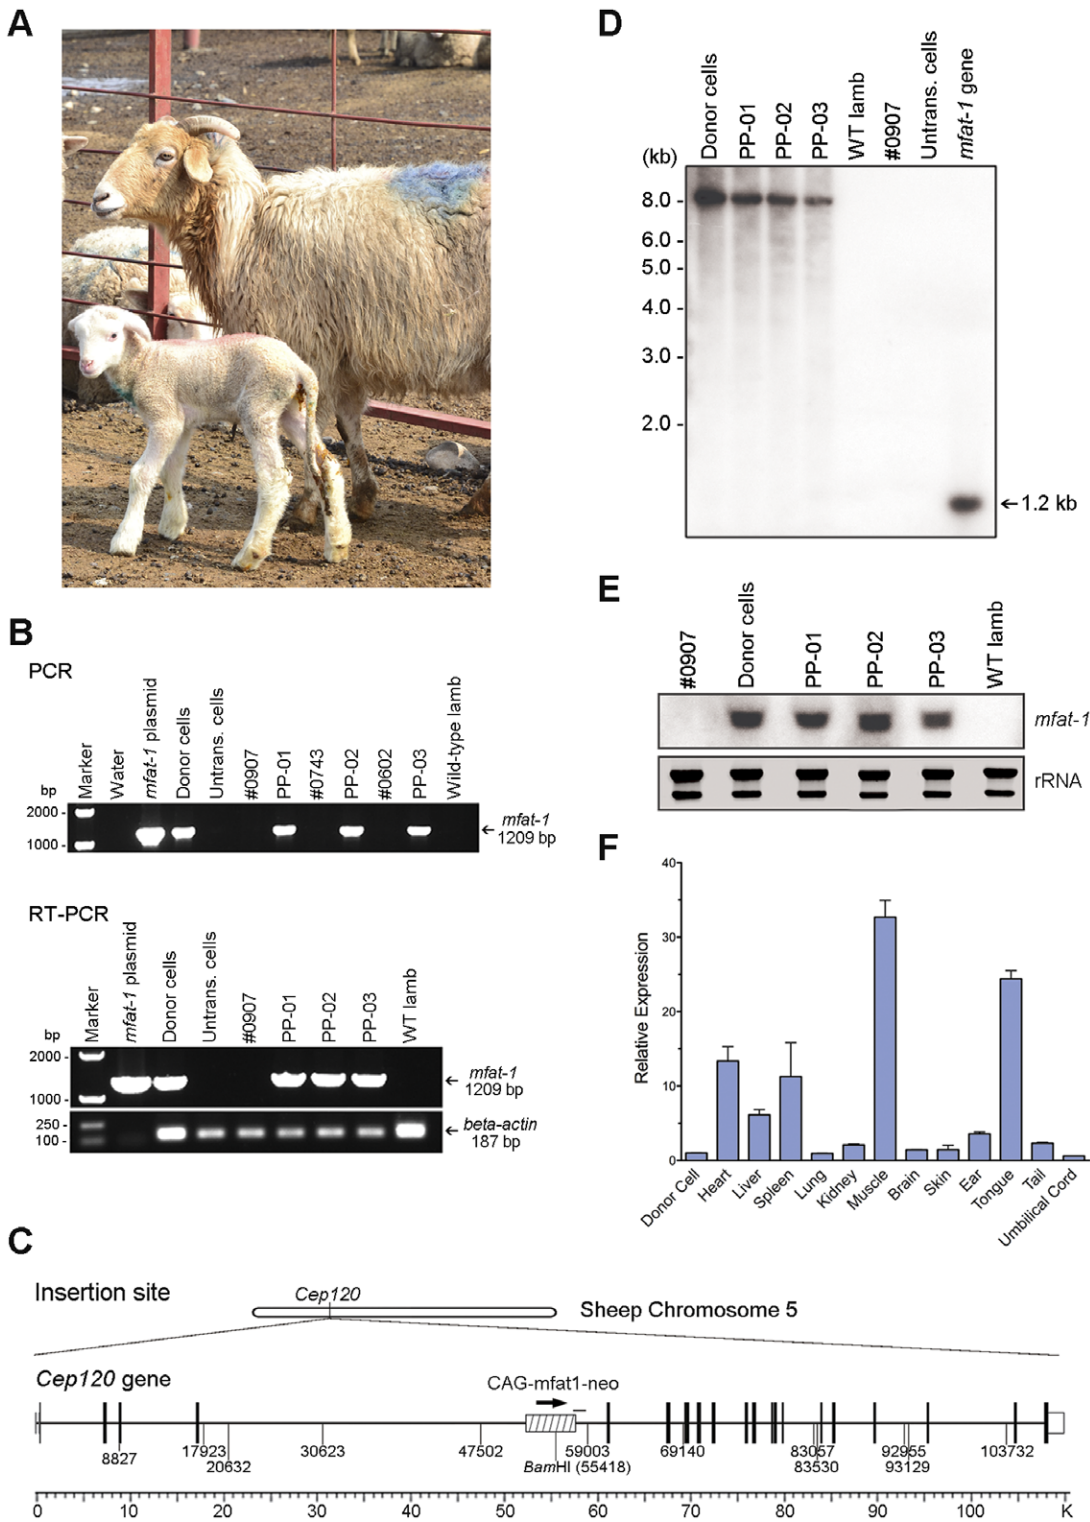 A
B
PCR
bp
Marker
Water
mfat-1 plasmid
Donor cells
Untrans. cells
#0907
PP-01
#0743
PP-02
#0602
PP-03
Wild-type lamb
2000 -
1000 -
← mfat-1
1209 bp
RT-PCR
bp
Marker
mfat-1 plasmid
Donor cells
Untrans. cells
#0907
PP-01
PP-02
PP-03
WT lamb
2000 -
1000 -
← mfat-1
1209 bp
250 -
100 -
← beta-actin
187 bp
C
Insertion site
Cep120
Sheep Chromosome 5
Cep120 gene
CAG-mfat1-neo
8827
17923
20632
30623
47502
BamHI (55418)
59003
69140
83057
83530
92955
93129
103732
0 10 20 30 40 50 60 70 80 90 100 K
D
(kb)
Donor cells
PP-01
PP-02
PP-03
WT lamb
#0907
Untrans. cells
mfat-1 gene
8.0 -
6.0 -
5.0 -
4.0 -
3.0 -
2.0 -
←1.2 kb
E
#0907
Donor cells
PP-01
PP-02
PP-03
WT lamb
mfat-1
rRNA
F
Relative Expression
40
30
20
10
0
Donor Cell
Heart
Liver
Spleen
Lung
Kidney
Muscle
Brain
Skin
Ear
Tongue
Tail
Umbilical Cord